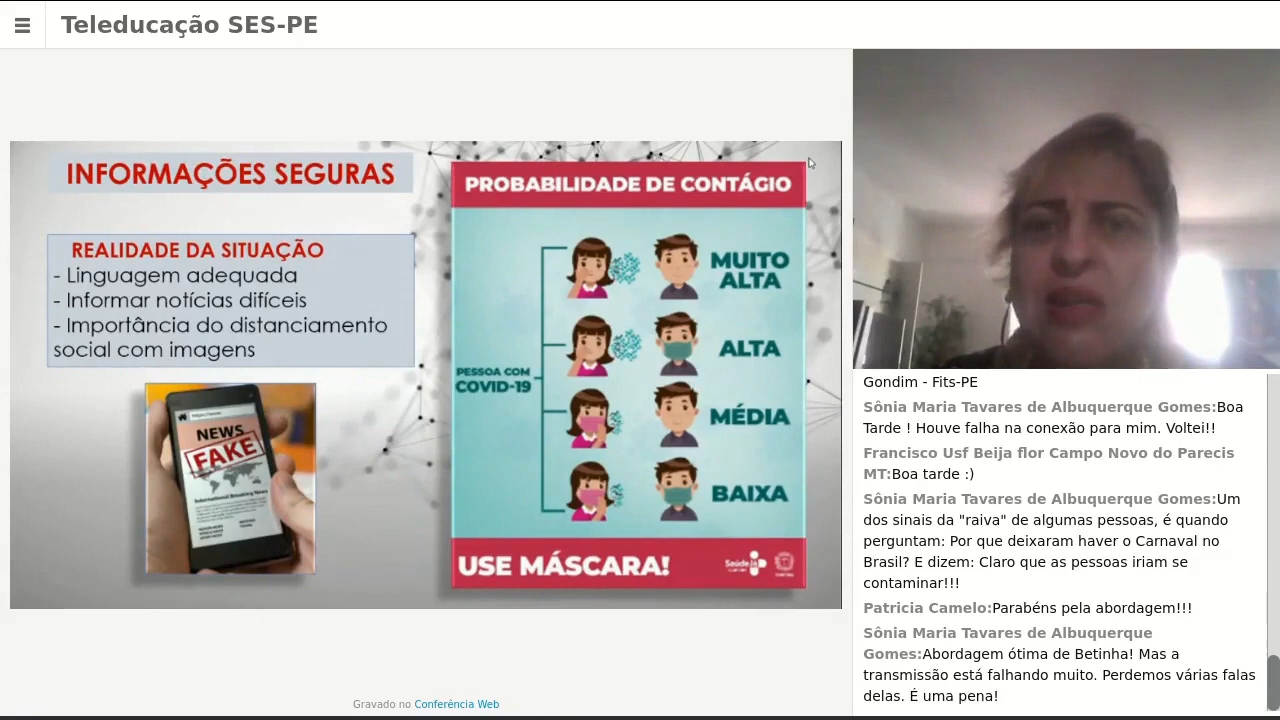 Teleducação SES-PE
INFORMAÇÕES SEGURAS
REALIDADE DA SITUAÇÃO
- Linguagem adequada
- Informar notícias difíceis
- Importância do distanciamento
social com imagens
NEWS
FAKE
International Breaking News
PROBABILIDADE DE CONTÁGIO
MUITO
ALTA
ALTA
PESSOA COM
COVID-19
MÉDIA
BAIXA
USE MÁSCARA!
Saúde Já
Gondim - Fits-PE
Sônia Maria Tavares de Albuquerque Gomes:Boa
Tarde ! Houve falha na conexão para mim. Voltei!!
Francisco Usf Beija flor Campo Novo do Parecis
MT:Boa tarde :)
Sônia Maria Tavares de Albuquerque Gomes:Um
dos sinais da "raiva" de algumas pessoas, é quando
perguntam: Por que deixaram haver o Carnaval no
Brasil? E dizem: Claro que as pessoas iriam se
contaminar!!!
Patricia Camelo:Parabéns pela abordagem!!!
Sônia Maria Tavares de Albuquerque
Gomes:Abordagem ótima de Betinha! Mas a
transmissão está falhando muito. Perdemos várias falas
delas. É uma pena!
Gravado no Conferência Web